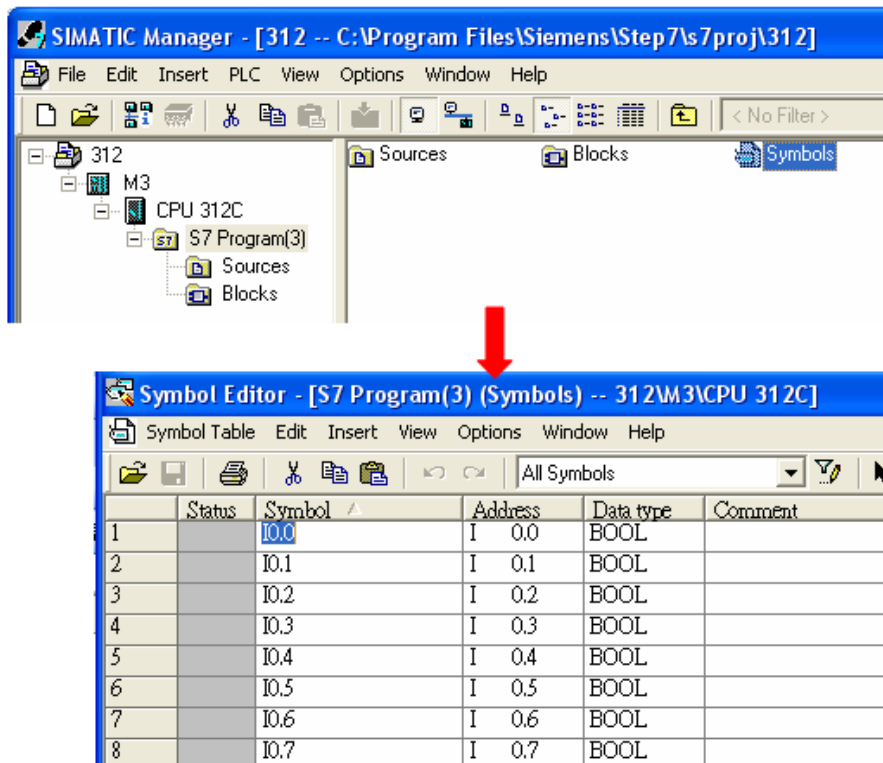 SIMATIC Manager - [312 -- C:\Program Files\Siemens\Step7\s7proj\312]
File Edit Insert PLC View Options Window Help
< No Filter >
312
M3
CPU 312C
S7 Program(3)
Sources
Blocks
Sources Blocks Symbols
Symbol Editor - [S7 Program(3) (Symbols) -- 312\M3\CPU 312C]
Symbol Table Edit Insert View Options Window Help
All Symbols
Status Symbol Address Data type Comment
1 I0.0 I 0.0 BOOL
2 I0.1 I 0.1 BOOL
3 I0.2 I 0.2 BOOL
4 I0.3 I 0.3 BOOL
5 I0.4 I 0.4 BOOL
6 I0.5 I 0.5 BOOL
7 I0.6 I 0.6 BOOL
8 I0.7 I 0.7 BOOL